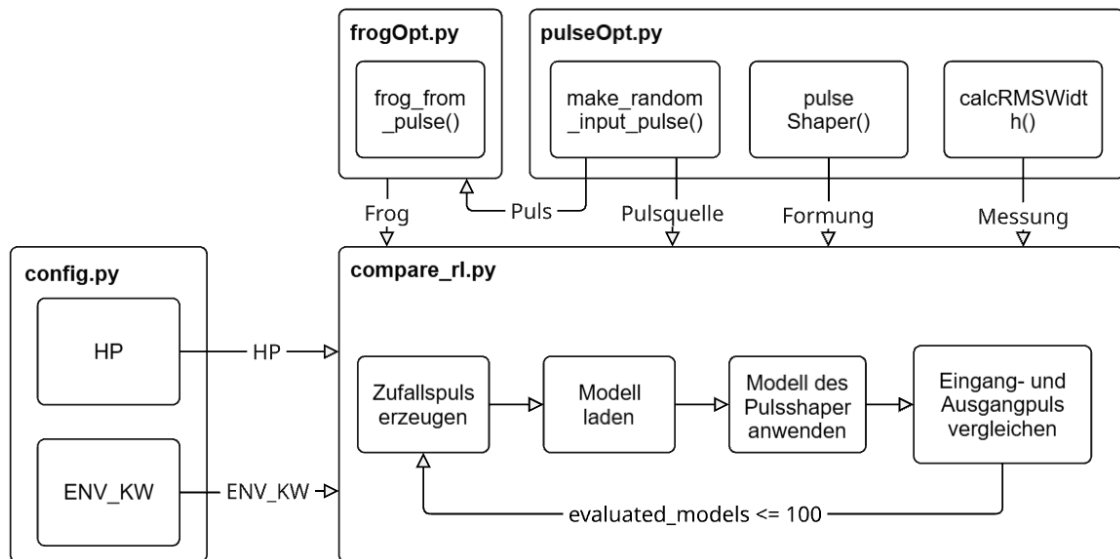 frogOpt.py
frog_from
_pulse()
pulseOpt.py
make_random
_input_pulse()
pulse
Shaper()
calcRMSWidt
h()
Frog
Puls
Pulsquelle
Formung
Messung
config.py
HP
ENV_KW
HP
ENV_KW
compare_rl.py
Zufallspuls
erzeugen
Modell
laden
Modell des
Pulsshaper
anwenden
Eingang- und
Ausgangpuls
vergleichen
evaluated_models <= 100